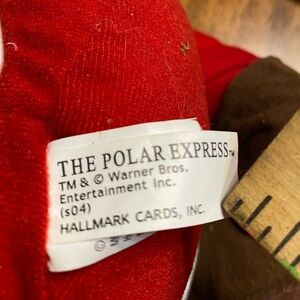 THE POLAR EXPRESS™
TM & © Warner Bros.
Entertainment Inc.
(s04)
HALLMARK CARDS, INC.
©